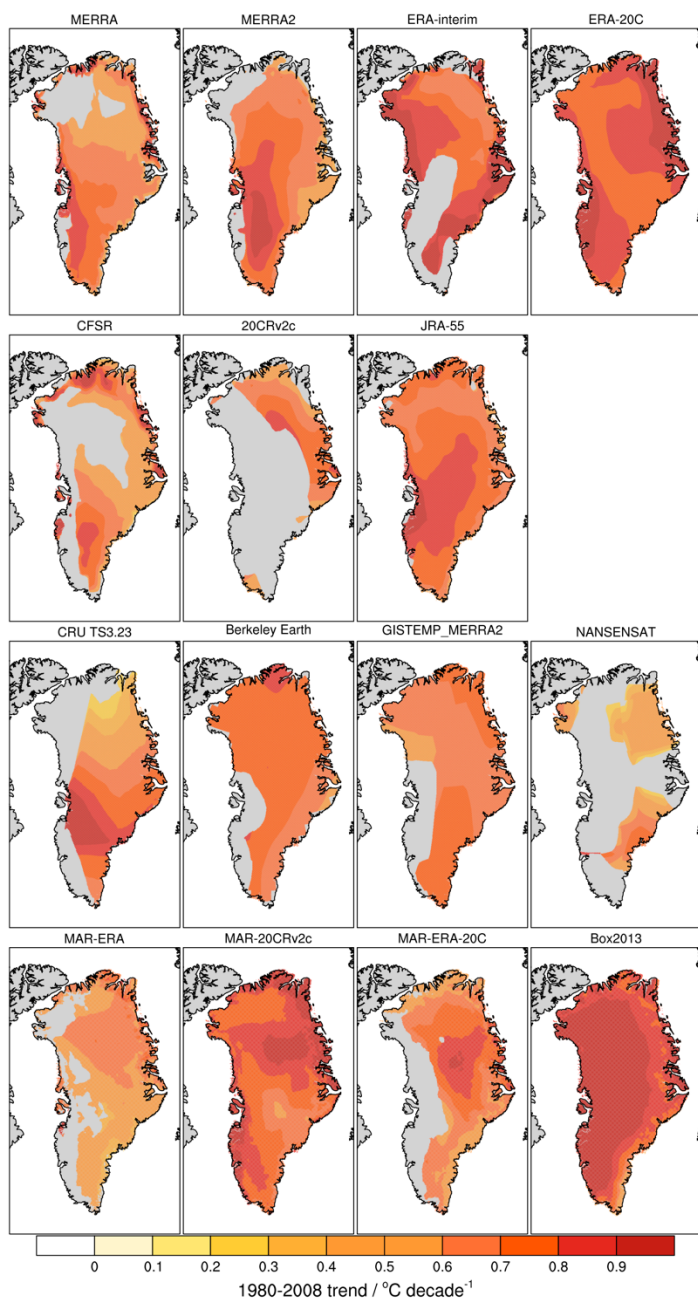 MERRA MERRA2 ERA-interim ERA-20C
CFSR 20CRv2c JRA-55
CRU TS3.23 Berkeley Earth GISTEMP_MERRA2 NANSENSAT
MAR-ERA MAR-20CRv2c MAR-ERA-20C Box2013
0 0.1 0.2 0.3 0.4 0.5 0.6 0.7 0.8 0.9
1980-2008 trend / °C decade⁻¹